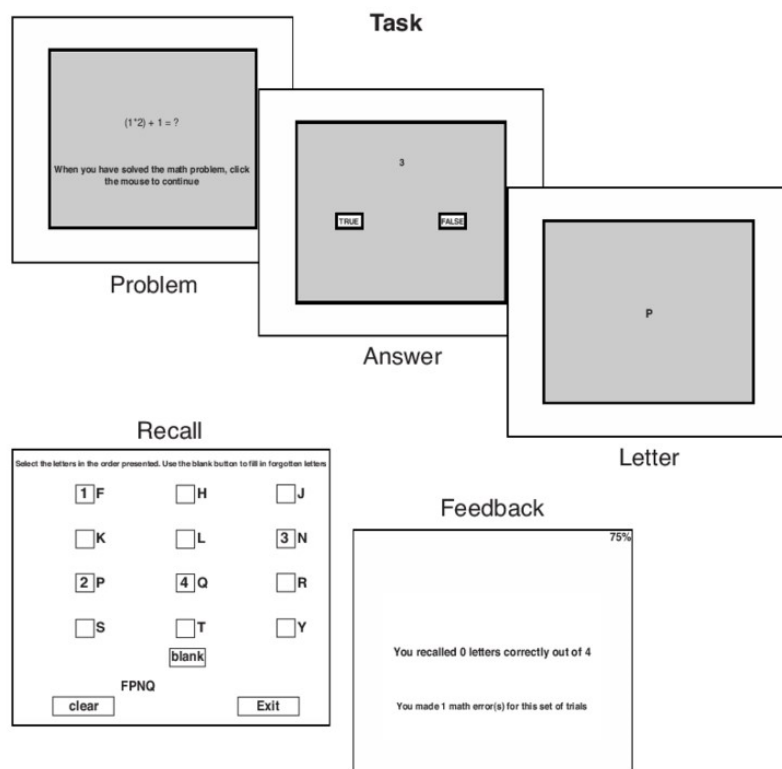 Task
(1*2) + 1 = ?
When you have solved the math problem, click
the mouse to continue
Problem
3
TRUE
FALSE
Answer
P
Letter
Recall
Select the letters in the order presented. Use the blank button to fill in forgotten letters
1 F
H
J
K
L
3 N
2 P
4 Q
R
S
T
Y
blank
FPNQ
clear
Exit
Feedback
75%
You recalled 0 letters correctly out of 4
You made 1 math error(s) for this set of trials